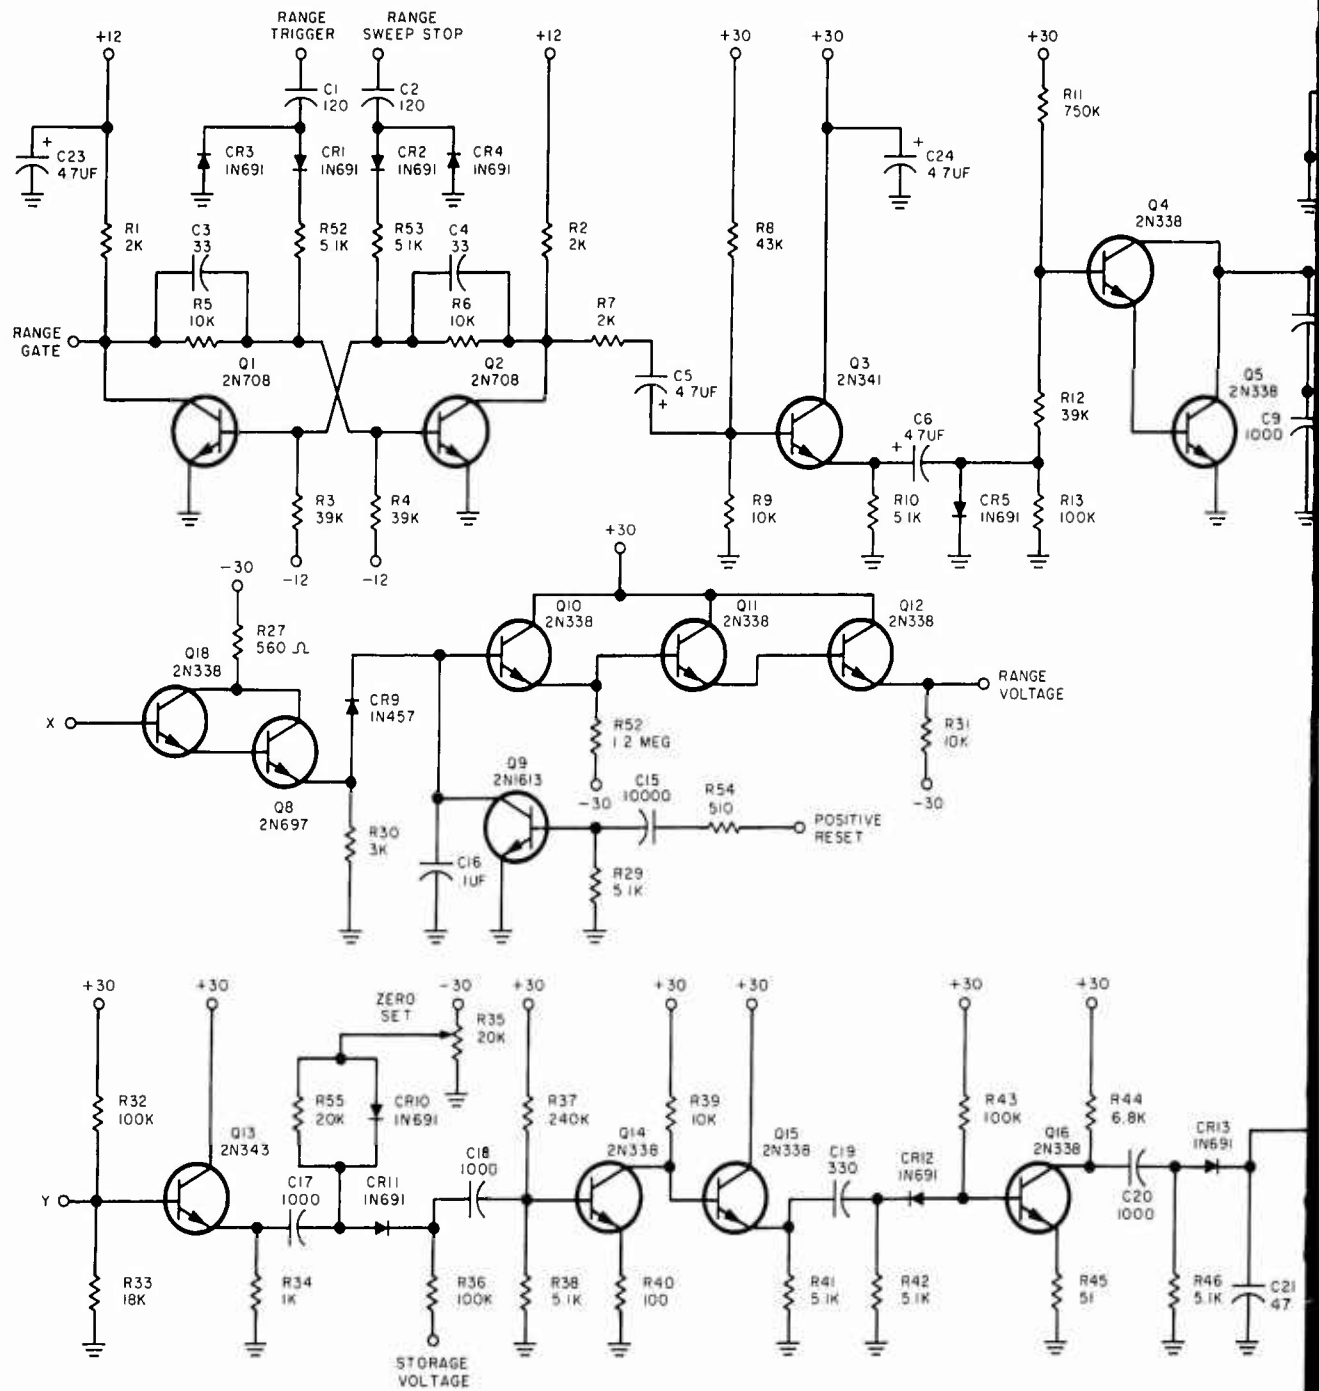 RANGE
TRIGGER
RANGE
SWEEP STOP
+12
+12
+30
+30
+30
C1
120
C2
120
R11
750K
+
C23
4.7UF
CR3
1N691
CR1
1N691
CR2
1N691
CR4
1N691
+
C24
4.7UF
Q4
2N338
R1
2K
C3
33
R52
5.1K
R53
5.1K
C4
33
R2
2K
R8
43K
R5
10K
R6
10K
R7
2K
RANGE
GATE
Q1
2N708
Q2
2N708
C5
4.7UF
+
Q3
2N341
Q5
2N338
R12
39K
C6
47UF
+
C9
1000
R3
39K
R4
39K
R9
10K
R10
5.1K
CR5
1N691
R13
100K
-12
-12
+30
-30
R27
560 Ω
Q18
2N338
Q10
2N338
Q11
2N338
Q12
2N338
X
CR9
1N457
RANGE
VOLTAGE
R52
1.2 MEG
R31
10K
Q9
2N1613
Q8
2N697
C15
10000
R54
510
-30
-30
POSITIVE
RESET
R30
3K
C16
.1UF
R29
5.1K
+30
+30
ZERO
SET
-30
+30
+30
+30
+30
+30
R35
20K
R32
100K
R55
20K
CR10
1N691
R37
240K
R39
10K
R43
100K
R44
6.8K
Q13
2N343
Q14
2N338
Q15
2N338
Q16
2N338
CR13
1N691
C18
1000
C19
330
CR12
1N691
Y
C17
1000
CR11
1N691
C20
1000
R33
18K
R34
1K
R36
100K
R38
5.1K
R40
100
R41
5.1K
R42
5.1K
R45
51
R46
5.1K
C21
47
STORAGE
VOLTAGE